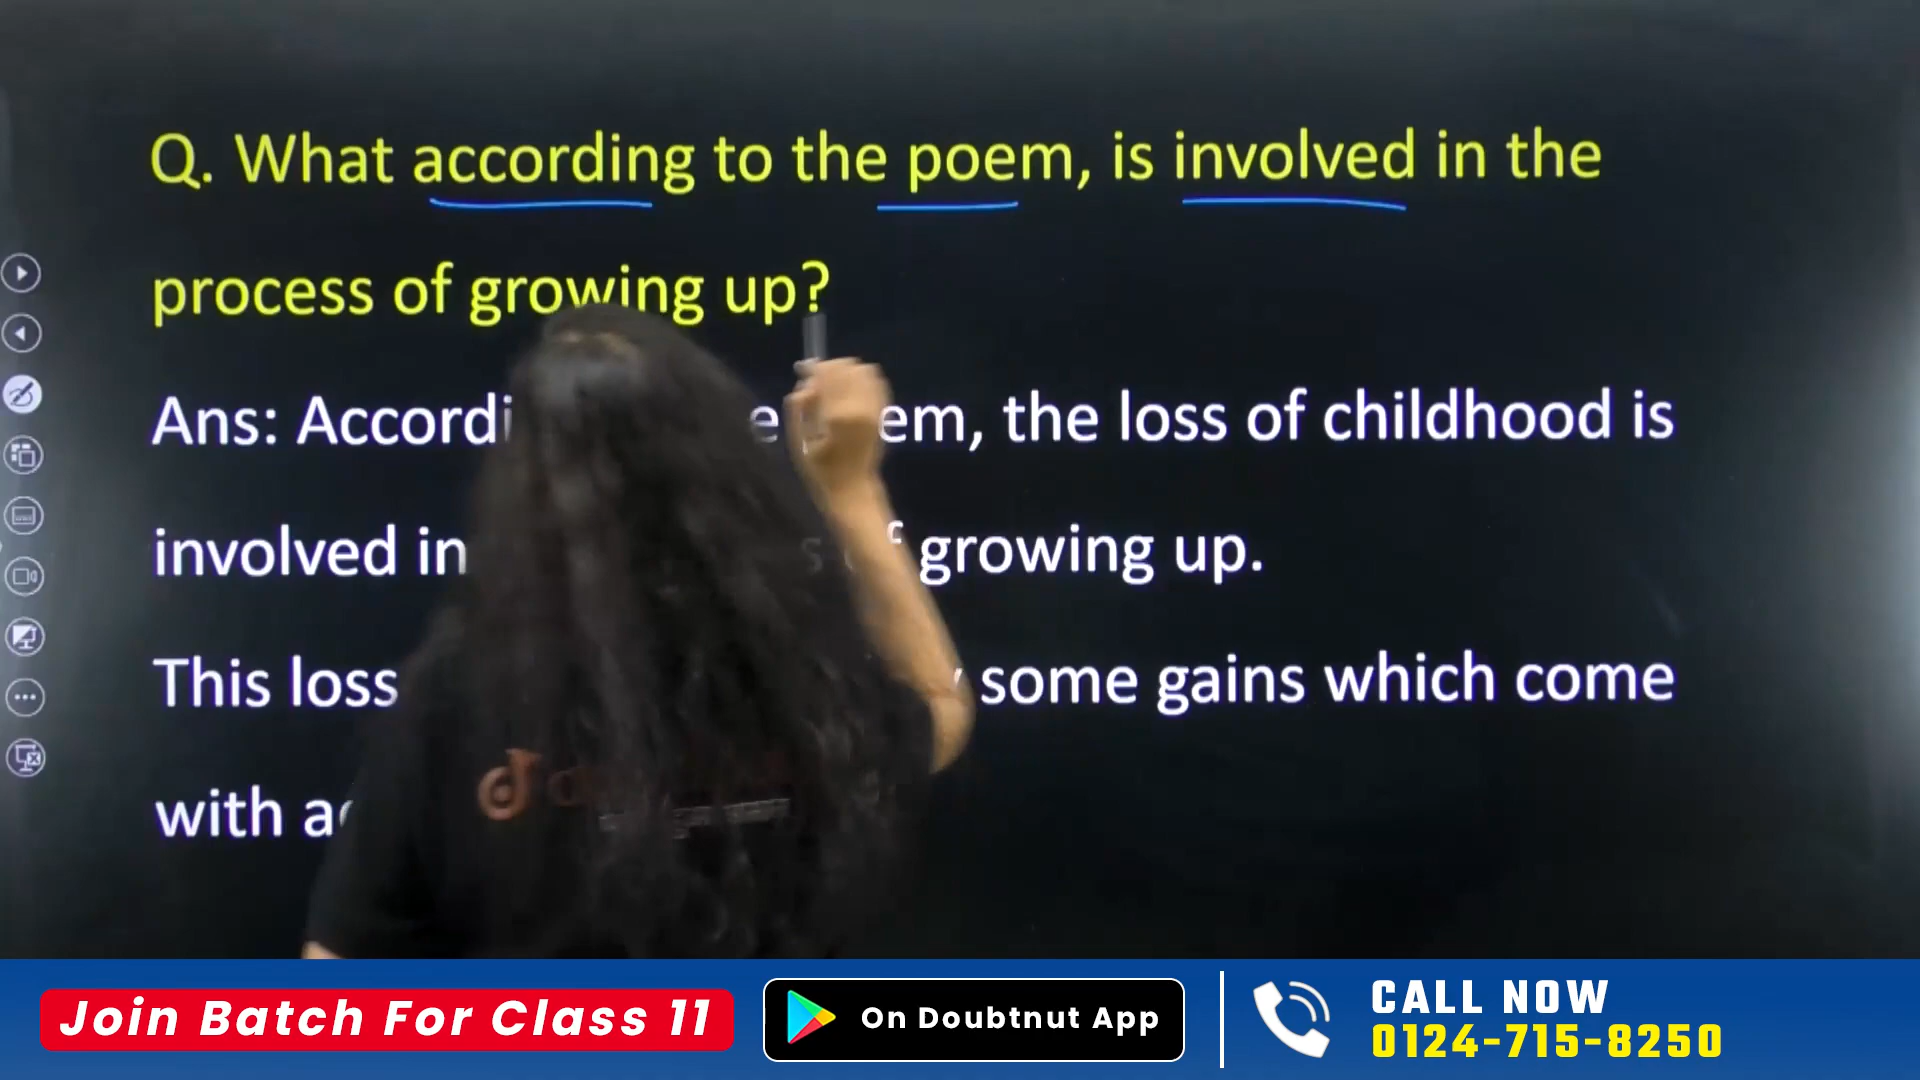 Q. What according to the poem, is involved in the
process of growing up?
Ans: the loss of childhood is
involved in growing up.
This loss some gains which come
with
Join Batch For Class 11
On Doubtnut App
CALL NOW
0124-715-8250